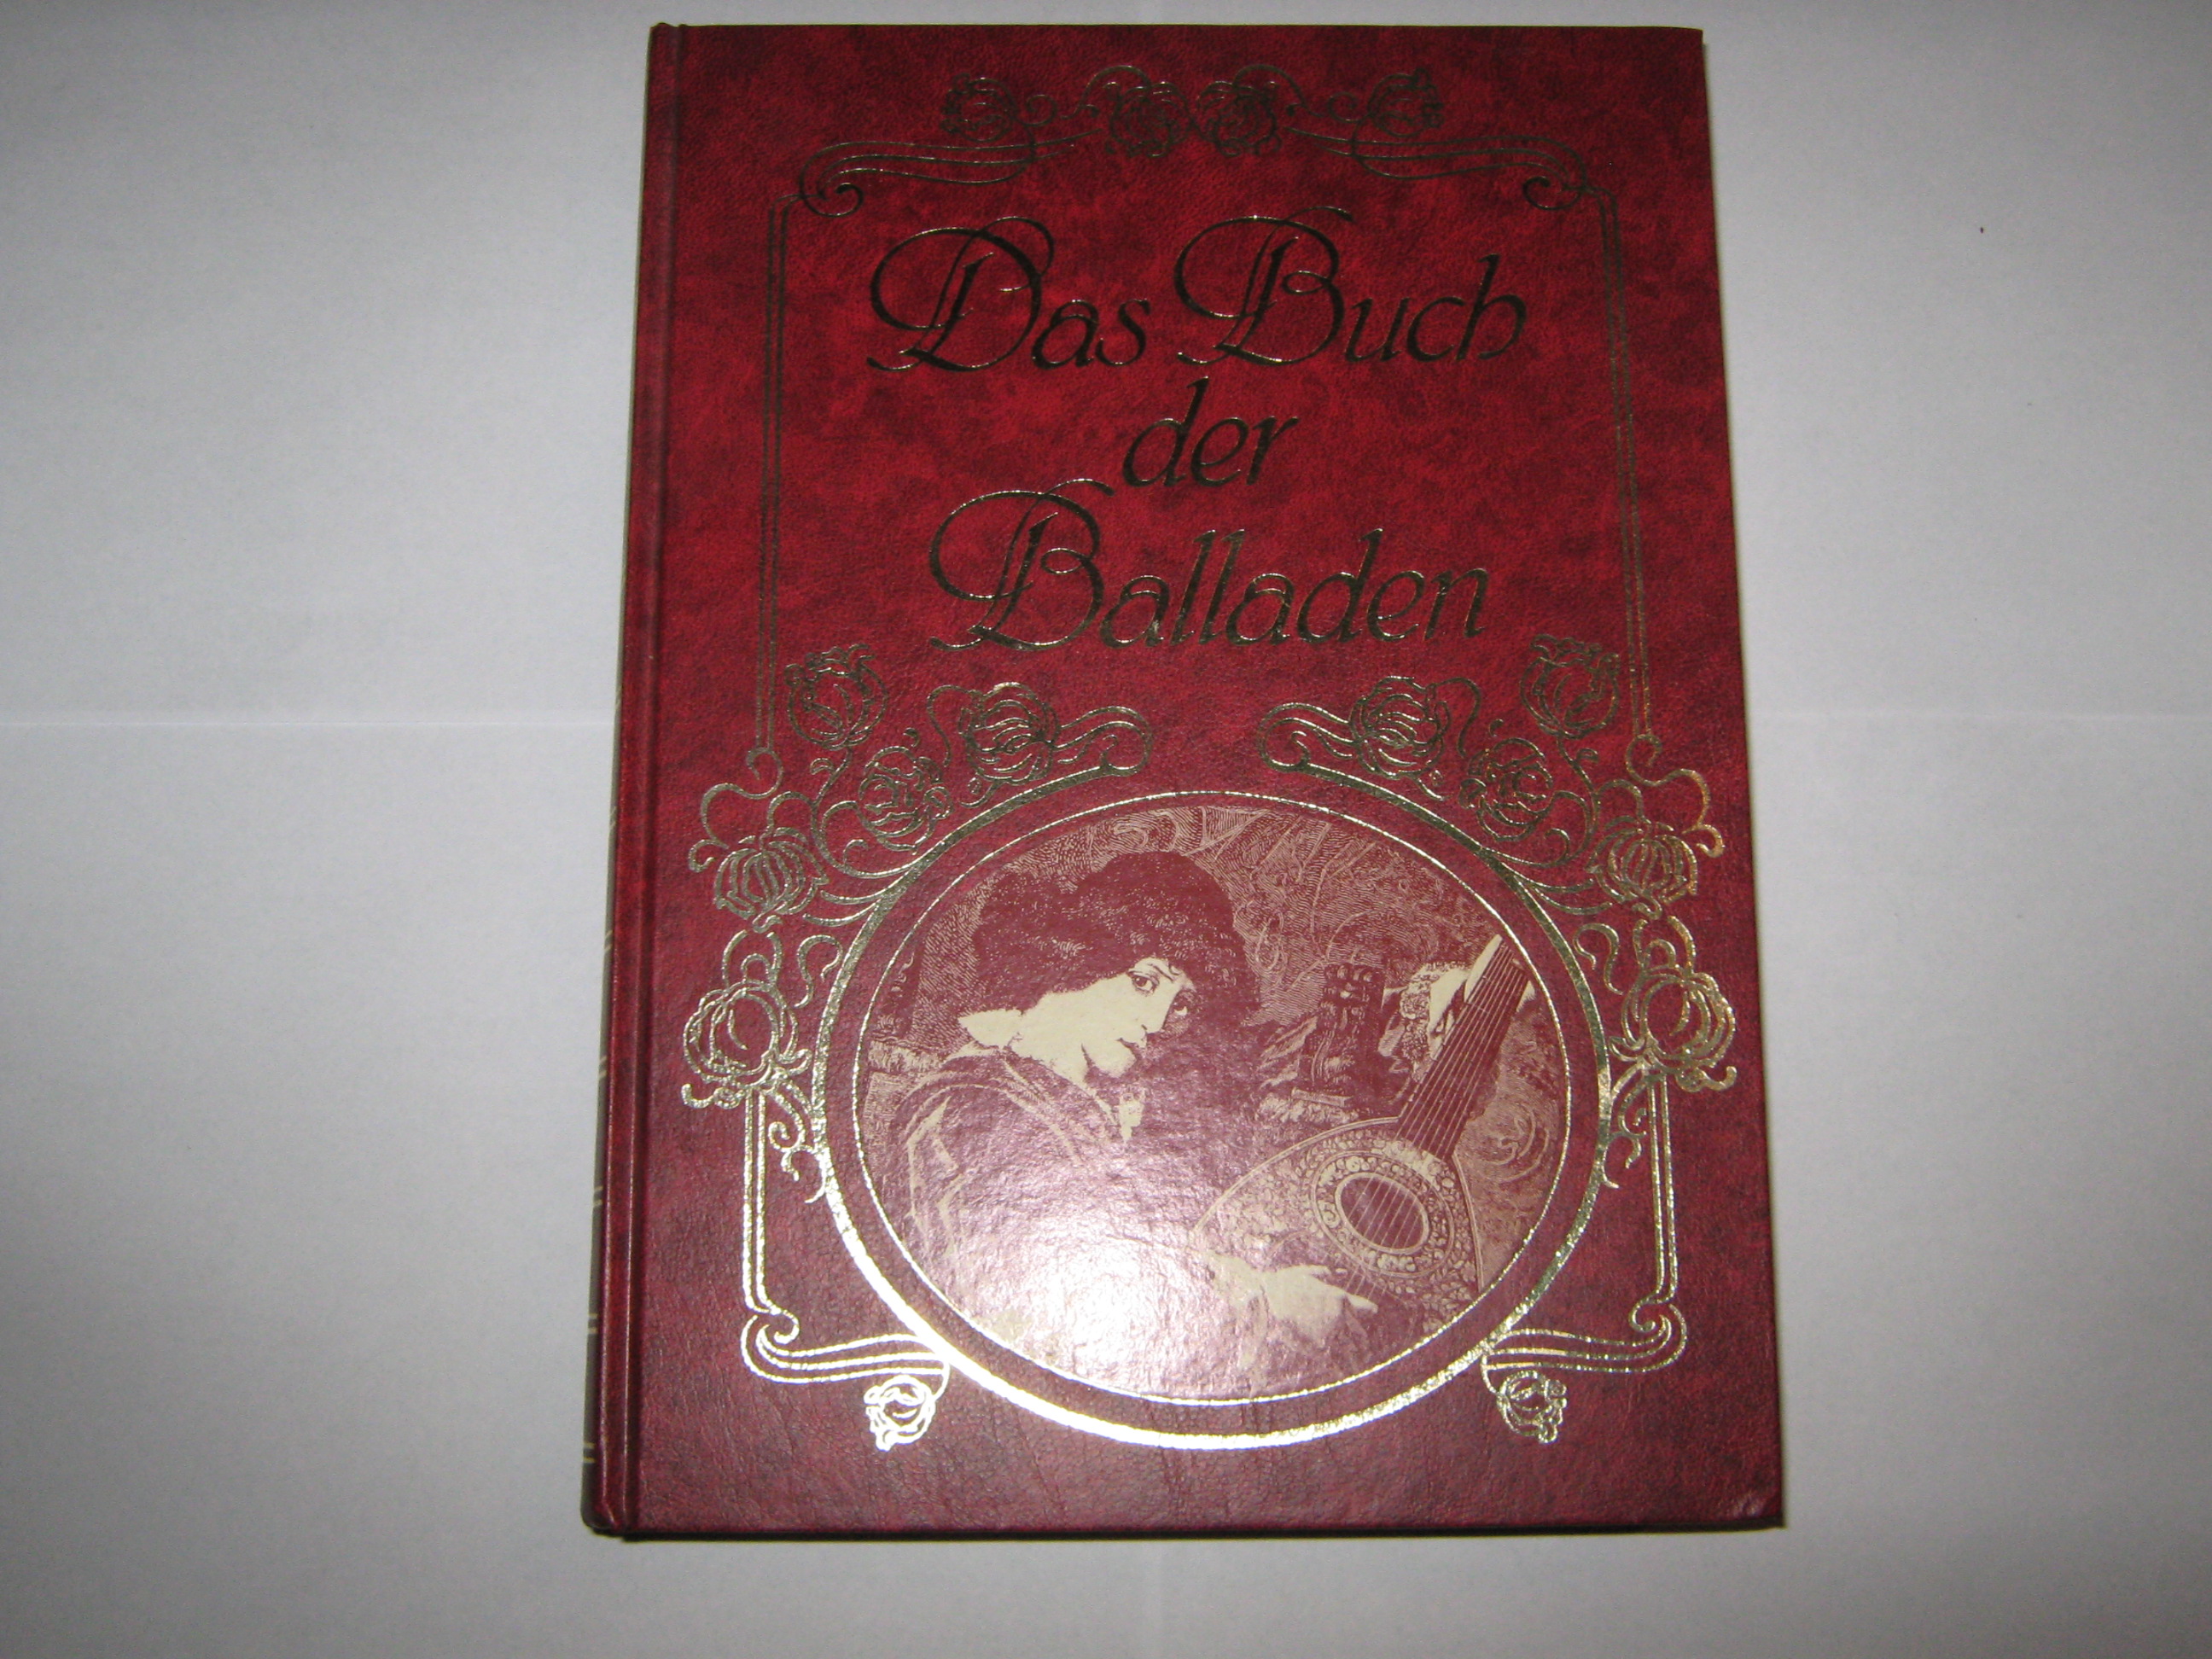 Das Buch
der
Balladen